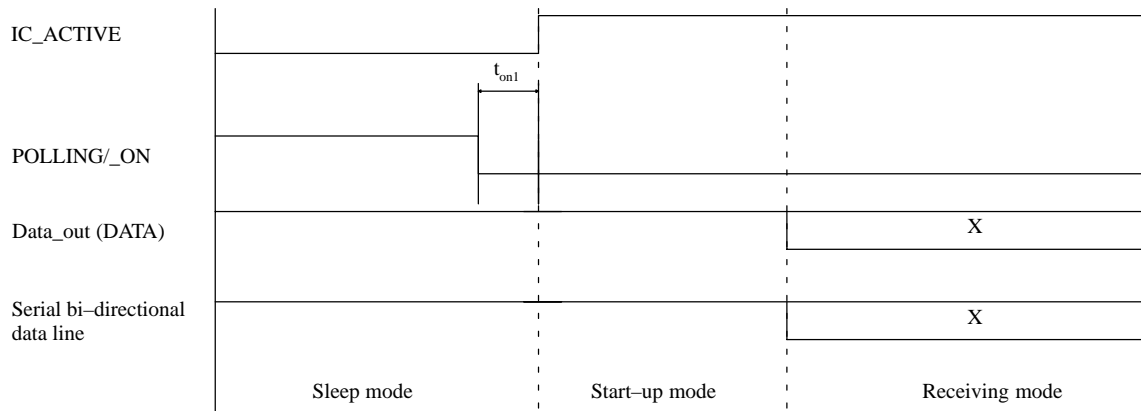 IC_ACTIVE
t_on1
POLLING/_ON
Data_out (DATA)
X
Serial bi–directional
data line
X
Sleep mode
Start–up mode
Receiving mode